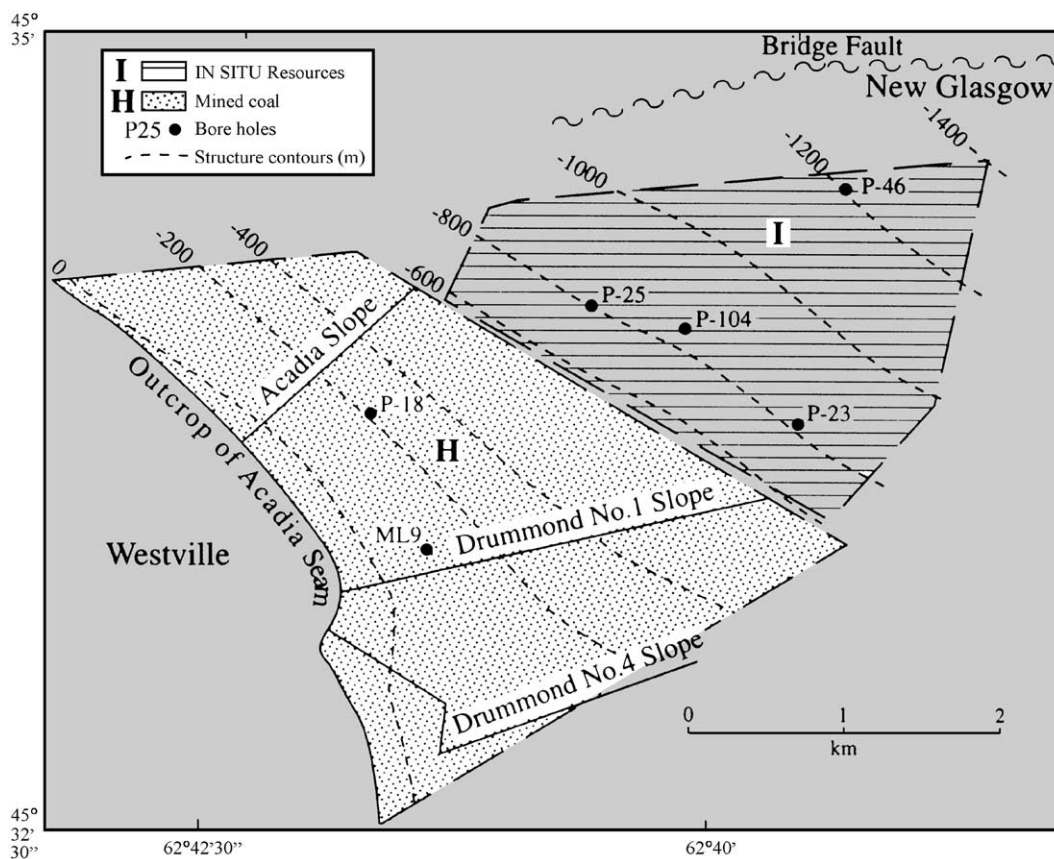 45°
35'
I IN SITU Resources
H Mined coal
P25 Bore holes
Structure contours (m)
Bridge Fault
New Glasgow
-1400
-1200
-1000
P-46
I
-800
-600
-400
-200
0
P-25
P-104
P-23
Acadia Slope
P-18
H
Outcrop of Acadia Seam
Drummond No.1 Slope
ML9
Westville
Drummond No.4 Slope
0 1 2
km
45°
32'
30"
62°42'30"
62°40'